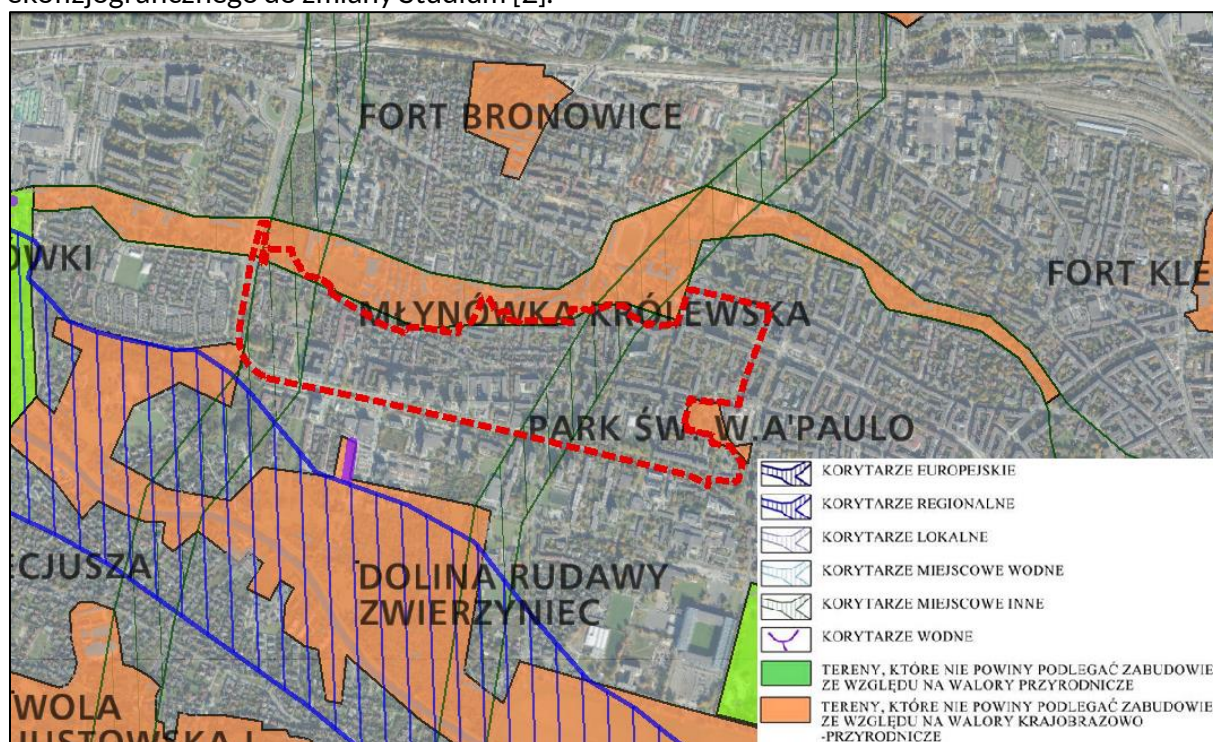 ekofizjograficznego do zmiany Studium [2].
FORT BRONOWICE
ÓWKI
FORT KLE
MŁYNÓWKA KRÓLEWSKA
PARK ŚW. W.A'PAULO
ECJUSZA
DOLINA RUDAWY
ZWIERZYNIEC
WOLA
JUSTOWSKA I
KORYTARZE EUROPEJSKIE
KORYTARZE REGIONALNE
KORYTARZE LOKALNE
KORYTARZE MIEJSCOWE WODNE
KORYTARZE MIEJSCOWE INNE
KORYTARZE WODNE
TERENY, KTÓRE NIE POWINY PODLEGAĆ ZABUDOWIE
ZE WZGLĘDU NA WALORY PRZYRODNICZE
TERENY, KTÓRE NIE POWINY PODLEGAĆ ZABUDOWIE
ZE WZGLĘDU NA WALORY KRAJOBRAZOWO
-PRZYRODNICZE